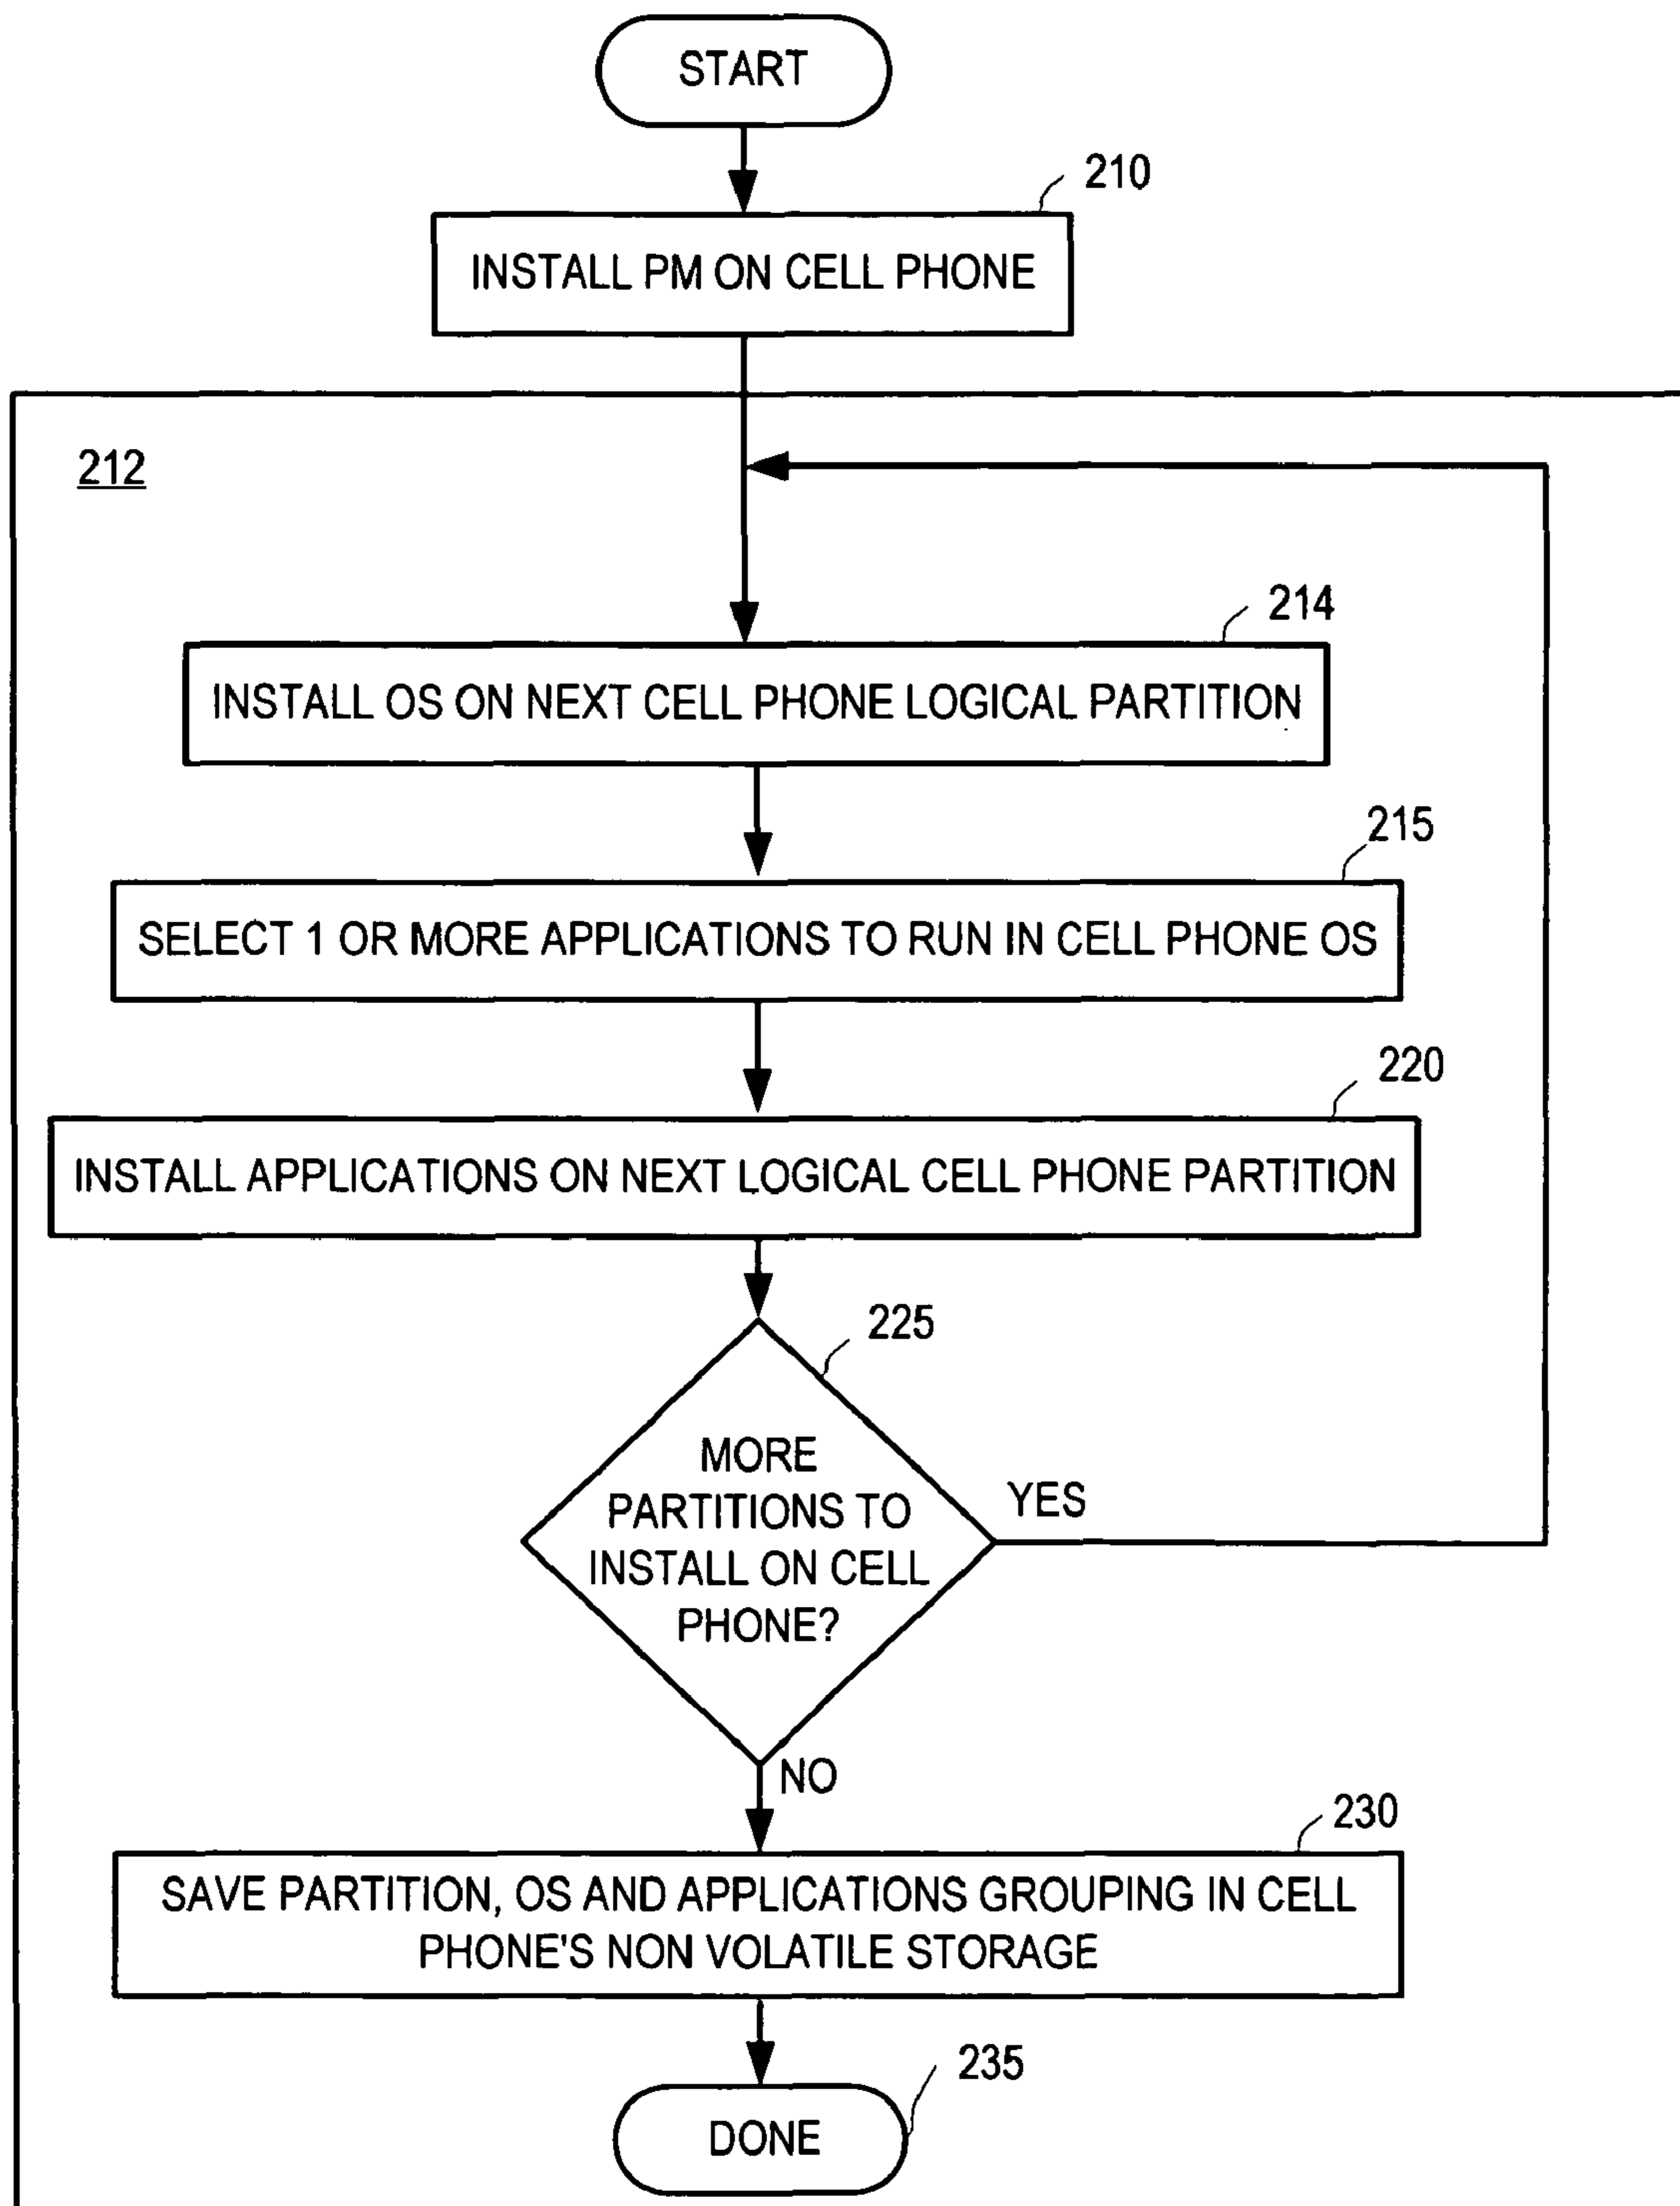 START
210
INSTALL PM ON CELL PHONE
212
214
INSTALL OS ON NEXT CELL PHONE LOGICAL PARTITION
215
SELECT 1 OR MORE APPLICATIONS TO RUN IN CELL PHONE OS
220
INSTALL APPLICATIONS ON NEXT LOGICAL CELL PHONE PARTITION
225
MORE
PARTITIONS TO
INSTALL ON CELL
PHONE?
YES
NO
230
SAVE PARTITION, OS AND APPLICATIONS GROUPING IN CELL
PHONE'S NON VOLATILE STORAGE
235
DONE